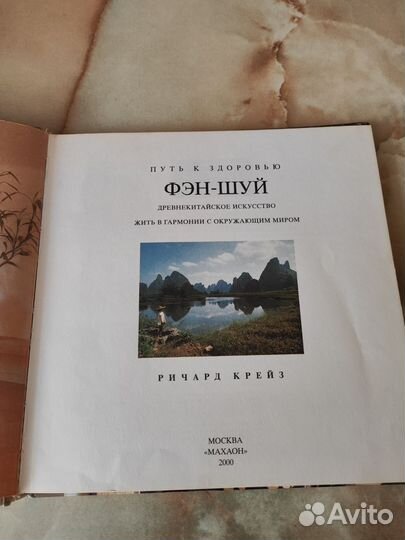 ПУТЬ К ЗДОРОВЬЮ
ФЭН-ШУЙ
ДРЕВНЕКИТАЙСКОЕ ИСКУССТВО
ЖИТЬ В ГАРМОНИИ С ОКРУЖАЮЩИМ МИРОМ
РИЧАРД КРЕЙЗ
МОСКВА
«МАХАОН»
2000
Avito